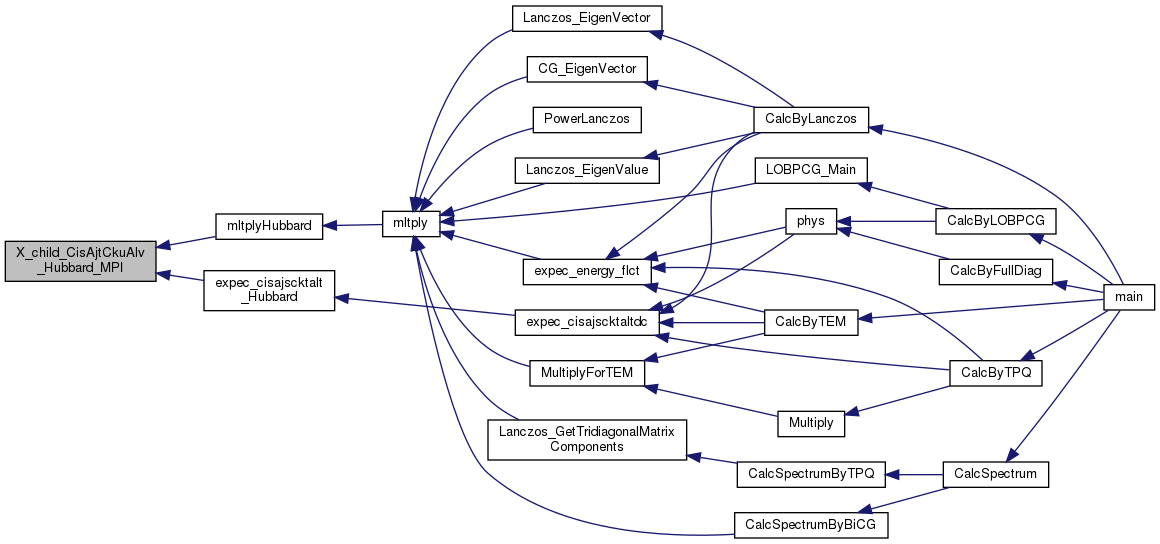 X_child_CisAjtCkuAlv
_Hubbard_MPI
mltplyHubbard
expec_cisajscktalt
_Hubbard
mltply
Lanczos_EigenVector
CG_EigenVector
PowerLanczos
Lanczos_EigenValue
expec_energy_flct
expec_cisajscktaltdc
MultiplyForTEM
Lanczos_GetTridiagonalMatrix
Components
CalcByLanczos
LOBPCG_Main
phys
CalcByTEM
Multiply
CalcSpectrumByTPQ
CalcSpectrumByBiCG
CalcByLOBPCG
CalcByFullDiag
CalcByTPQ
CalcSpectrum
main